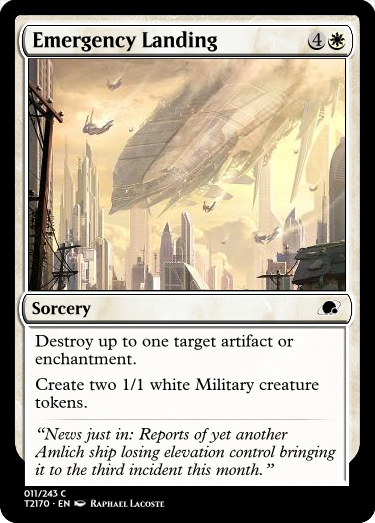 Emergency Landing 4
Sorcery
Destroy up to one target artifact or
enchantment.
Create two 1/1 white Military creature
tokens.
“News just in: Reports of yet another
Amlich ship losing elevation control bringing
it to the third incident this month.”
011/243 C
T2170 • EN Raphael Lacoste